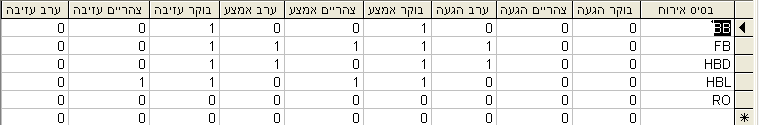 בסיס אירוח בוקר הגעה צהריים הגעה ערב הגעה בוקר אמצע צהריים אמצע ערב אמצע בוקר עזיבה צהריים עזיבה ערב עזיבה
BB 0 0 0 1 0 0 1 0 0
FB 0 0 1 1 1 1 1 0 0
HBD 0 0 1 1 0 1 1 0 0
HBL 0 0 0 1 1 0 1 1 0
RO 0 0 0 0 0 0 0 0 0
0 0 0 0 0 0 0 0 0